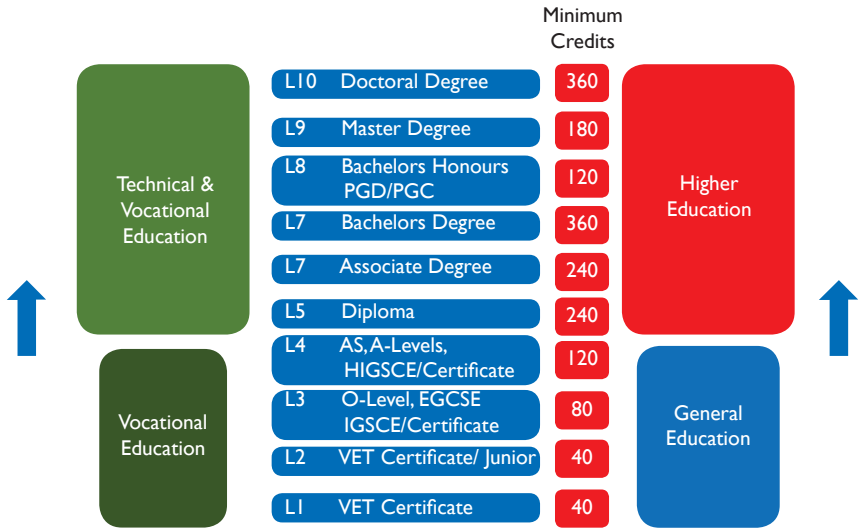 Minimum
Credits
L10 Doctoral Degree 360
L9 Master Degree 180
L8 Bachelors Honours
PGD/PGC 120
L7 Bachelors Degree 360
L7 Associate Degree 240
L5 Diploma 240
L4 AS, A-Levels,
HIGSCE/Certificate 120
L3 O-Level, EGCSE
IGSCE/Certificate 80
L2 VET Certificate/ Junior 40
L1 VET Certificate 40
Technical &
Vocational
Education
Vocational
Education
Higher
Education
General
Education